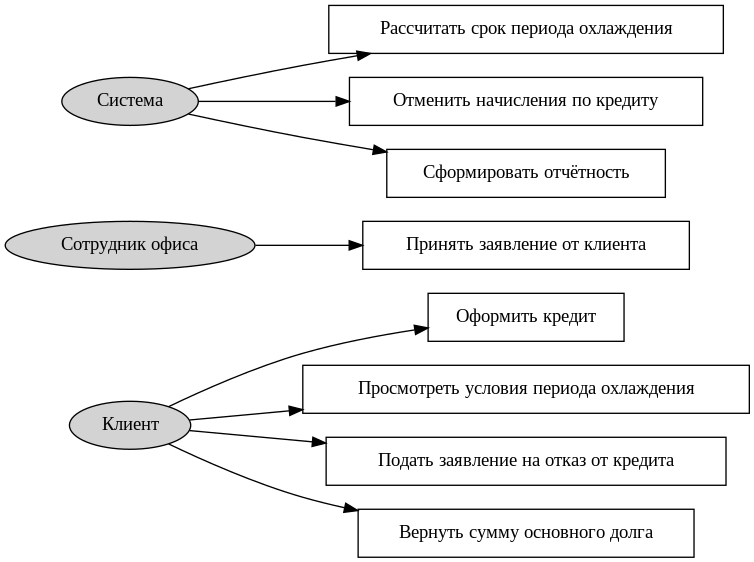 Рассчитать срок периода охлаждения
Система
Отменить начисления по кредиту
Сформировать отчётность
Сотрудник офиса
Принять заявление от клиента
Оформить кредит
Просмотреть условия периода охлаждения
Клиент
Подать заявление на отказ от кредита
Вернуть сумму основного долга